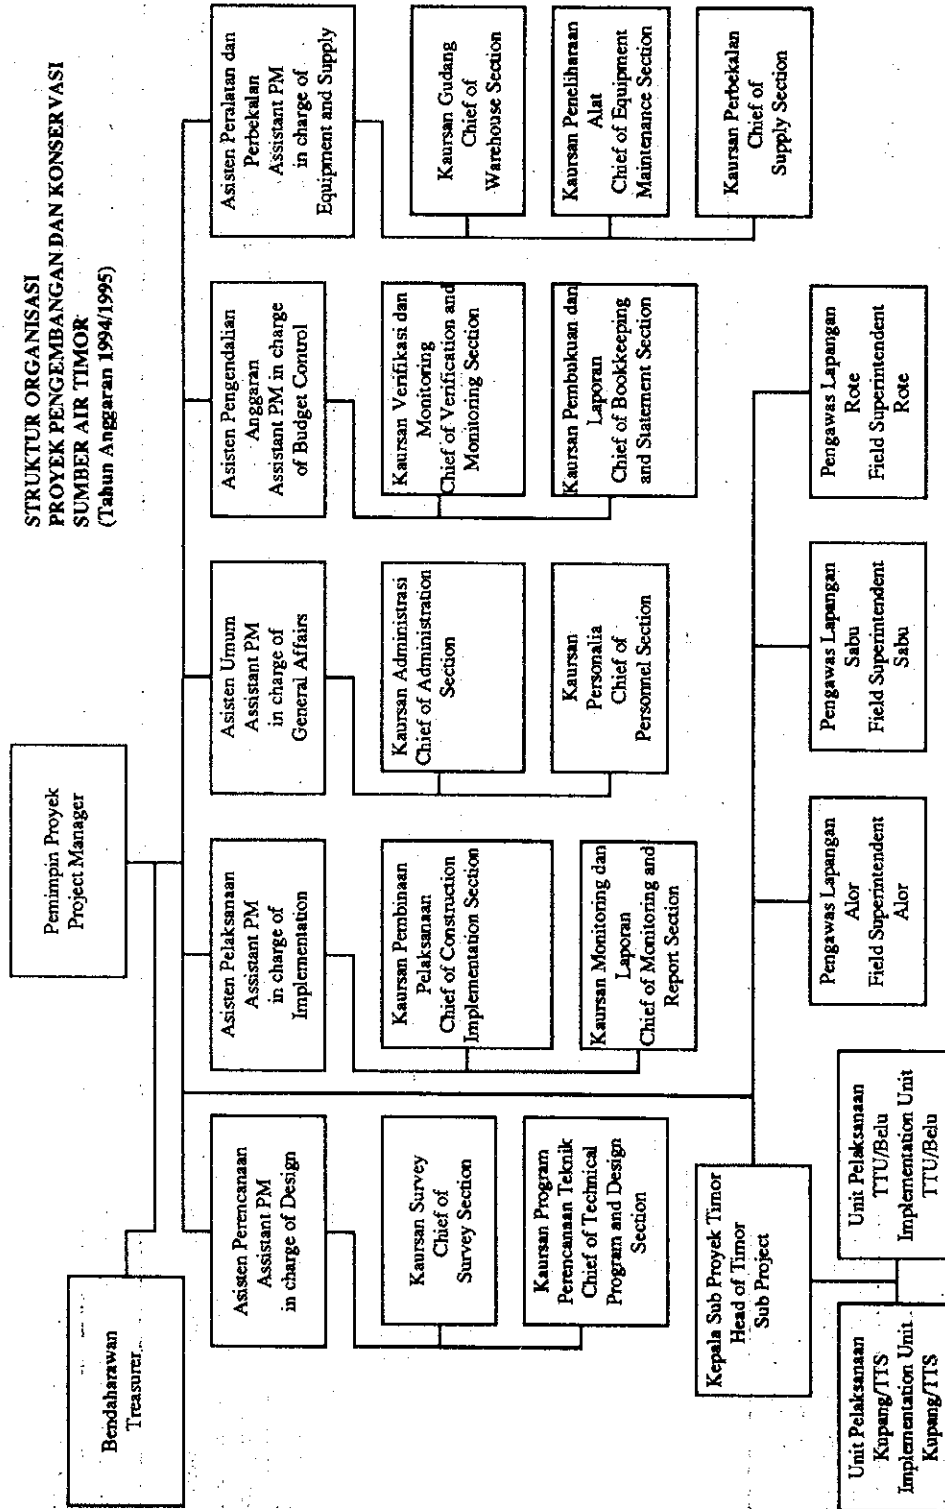 STRUKTUR ORGANISASI
PROYEK PENGEMBANGAN DAN KONSERVASI
SUMBER AIR TIMOR
(Tahun Anggaran 1994/1995)
Pemimpin Proyek
Project Manager
Bendaharawan
Treasurer
Asisten Perencanaan
Assistant PM
in charge of Design
Kaursan Survey
Chief of
Survey Section
Kaursan Program
Perencanaan Teknik
Chief of Technical
Program and Design
Section
Asisten Pelaksanaan
Assistant PM
in charge of
Implementation
Kaursan Pembinaan
Pelaksanaan
Chief of Construction
Implementation Section
Kaursan Monitoring dan
Laporan
Chief of Monitoring and
Report Section
Asisten Umum
Assistant PM
in charge of
General Affairs
Kaursan Administrasi
Chief of Administration
Section
Kaursan
Personalia
Chief of
Personnel Section
Asisten Pengendalian
Anggaran
Assistant PM in charge
of Budget Control
Kaursan Verifikasi dan
Monitoring
Chief of Verification and
Monitoring Section
Kaursan Pembukuan dan
Laporan
Chief of Bookkeeping
and Statement Section
Asisten Peralatan dan
Perbekalan
Assistant PM
in charge of
Equipment and Supply
Kaursan Gudang
Chief of
Warehouse Section
Kaursan Peneliharaan
Alat
Chief of Equipment
Maintenance Section
Kaursan Perbekalan
Chief of
Supply Section
Kepala Sub Proyek Timor
Head of Timor
Sub Project
Unit Pelaksanaan
Kupang/TTS
Implementation Unit
Kupang/TTS
Unit Pelaksanaan
TTU/Belu
Implementation Unit
TTU/Belu
Pengawas Lapangan
Alor
Field Superintendent
Alor
Pengawas Lapangan
Sabu
Field Superintendent
Sabu
Pengawas Lapangan
Rote
Field Superintendent
Rote